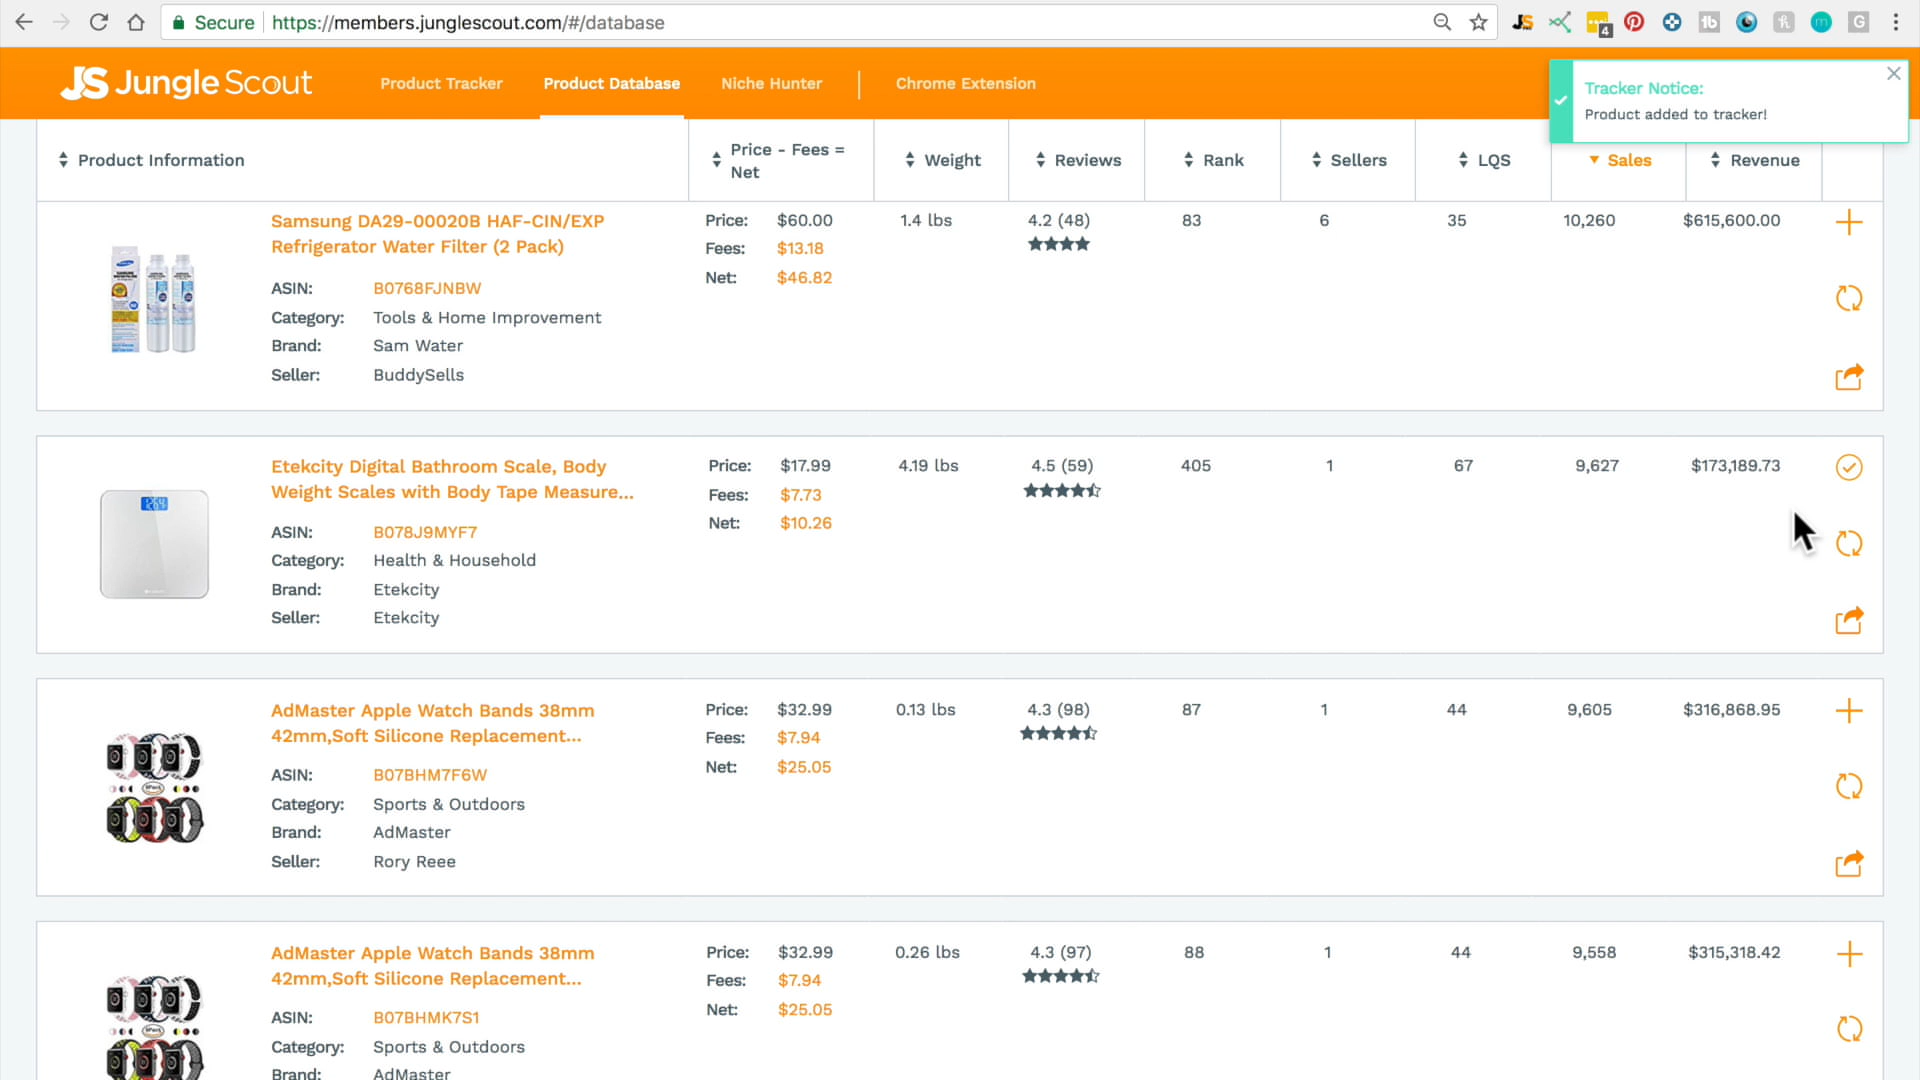 Secure https://members.junglescout.com/#/database
4
JS Jungle Scout Product Tracker Product Database Niche Hunter Chrome Extension
Tracker Notice:
Product added to tracker!
Product Information Price - Fees = Net Weight Reviews Rank Sellers LQS Sales Revenue
Samsung DA29-00020B HAF-CIN/EXP
Refrigerator Water Filter (2 Pack)
ASIN: B0768FJNBW
Category: Tools & Home Improvement
Brand: Sam Water
Seller: BuddySells
Price: $60.00
Fees: $13.18
Net: $46.82
1.4 lbs 4.2 (48) 83 6 35 10,260 $615,600.00
Etekcity Digital Bathroom Scale, Body
Weight Scales with Body Tape Measure...
ASIN: B078J9MYF7
Category: Health & Household
Brand: Etekcity
Seller: Etekcity
Price: $17.99
Fees: $7.73
Net: $10.26
4.19 lbs 4.5 (59) 405 1 67 9,627 $173,189.73
AdMaster Apple Watch Bands 38mm
42mm,Soft Silicone Replacement...
ASIN: B07BHM7F6W
Category: Sports & Outdoors
Brand: AdMaster
Seller: Rory Reee
Price: $32.99
Fees: $7.94
Net: $25.05
0.13 lbs 4.3 (98) 87 1 44 9,605 $316,868.95
AdMaster Apple Watch Bands 38mm
42mm,Soft Silicone Replacement...
ASIN: B07BHMK7S1
Category: Sports & Outdoors
Brand: AdMaster
Price: $32.99
Fees: $7.94
Net: $25.05
0.26 lbs 4.3 (97) 88 1 44 9,558 $315,318.42